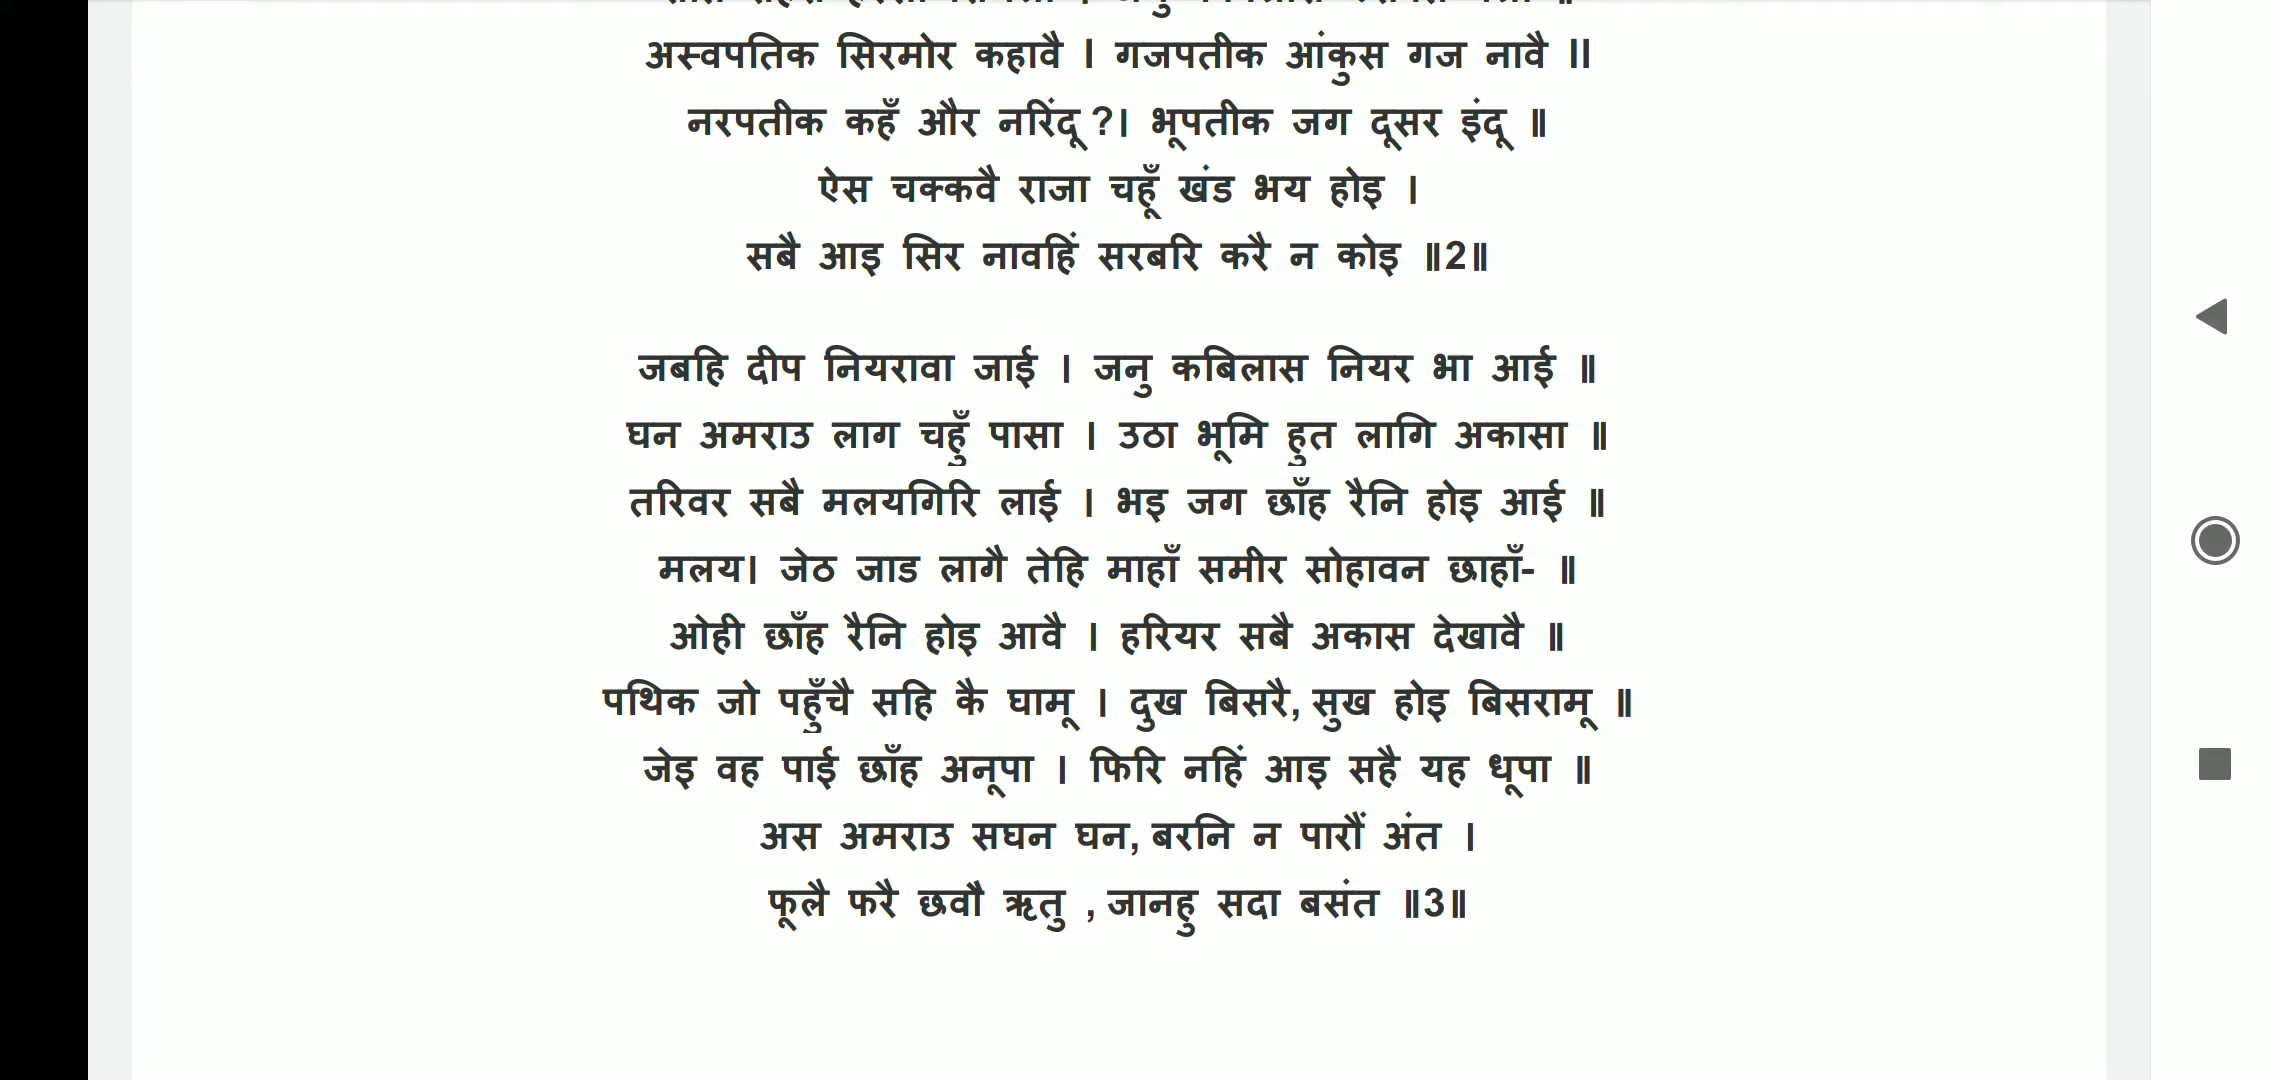 अस्वपतिक सिरमोर कहावै । गजपतीक आंकुस गज नावै ॥
नरपतीक कहँ और नरिंदू ?। भूपतीक जग दूसर इंदू ॥
ऐस चक्कवै राजा चहूँ खंड भय होइ ।
सबै आइ सिर नावहिं सरबरि करै न कोइ ॥2॥
जबहि दीप नियरावा जाई । जनु कबिलास नियर भा आई ॥
घन अमराउ लाग चहुँ पासा । उठा भूमि हुत लागि अकासा ॥
तरिवर सबै मलयगिरि लाई । भइ जग छाँह रैनि होइ आई ॥
मलय। जेठ जाड लागै तेहि माहाँ समीर सोहावन छाहाँ- ॥
ओही छाँह रैनि होइ आवै । हरियर सबै अकास देखावै ॥
पथिक जो पहुँचै सहि कै घामू । दुख बिसरै, सुख होइ बिसरामू ॥
जेइ वह पाई छाँह अनूपा । फिरि नहिं आइ सहै यह धूपा ॥
अस अमराउ सघन घन, बरनि न पारौं अंत ।
फूलै फरै छवौ ऋतु , जानहु सदा बसंत ॥3॥